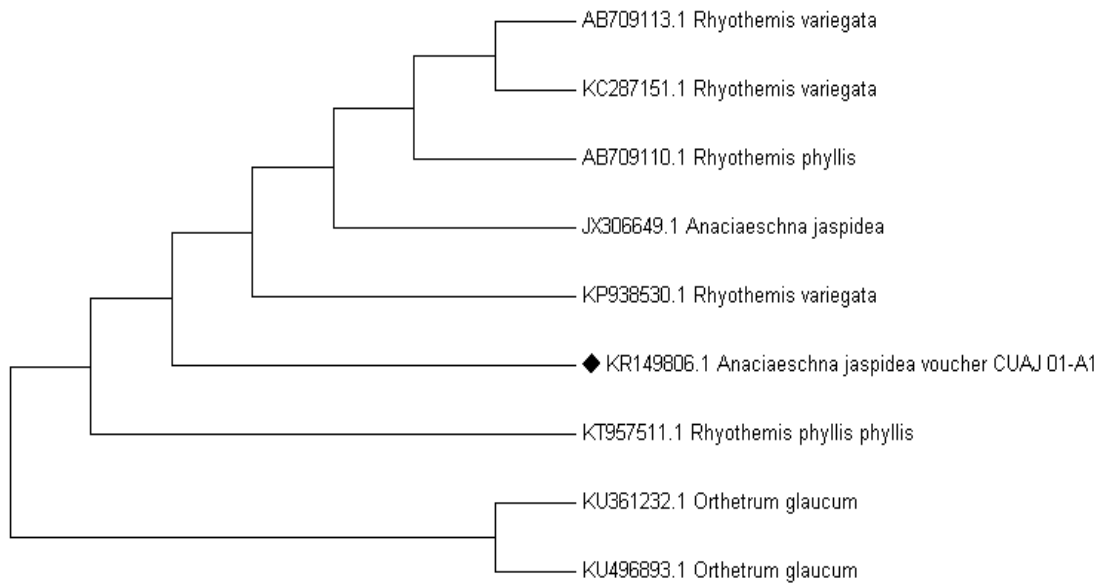 AB709113.1 Rhyothemis variegata
KC287151.1 Rhyothemis variegata
AB709110.1 Rhyothemis phyllis
JX306649.1 Anaciaeschna jaspidea
KP938530.1 Rhyothemis variegata
KR149806.1 Anaciaeschna jaspidea voucher CUAJ 01-A1
KT957511.1 Rhyothemis phyllis phyllis
KU361232.1 Orthetrum glaucum
KU496893.1 Orthetrum glaucum